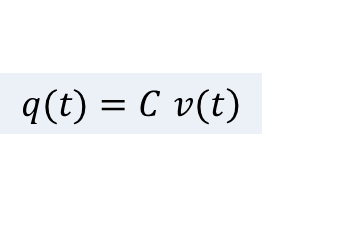 q(t) = C v(t)